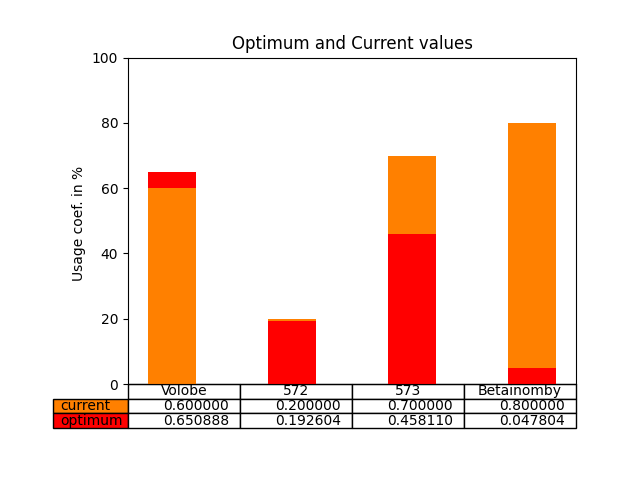 Optimum and Current values
100
80
60
40
20
0
Usage coef. in %
Volobe 572 573 Betainomby
current 0.600000 0.200000 0.700000 0.800000
optimum 0.650888 0.192604 0.458110 0.047804